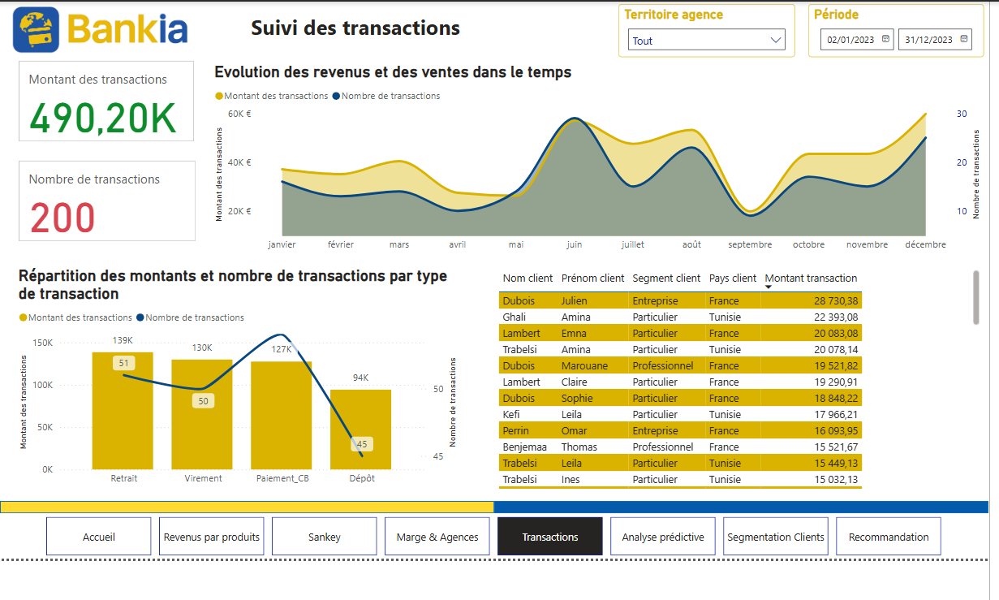 Bankia
Suivi des transactions
Territoire agence
Tout
Période
02/01/2023
31/12/2023
Montant des transactions
490,20K
Nombre de transactions
200
Evolution des revenus et des ventes dans le temps
Montant des transactions Nombre de transactions
60K €
40K €
20K €
Montant des transactions
30
20
10
Nombre de transactions
janvier février mars avril mai juin juillet août septembre octobre novembre décembre
Répartition des montants et nombre de transactions par type
de transaction
Montant des transactions Nombre de transactions
150K
100K
50K
0K
Montant des transactions
139K 130K 127K 94K
51 50 45
50
45
Nombre de transactions
Retrait Virement Paiement_CB Dépôt
Nom client Prénom client Segment client Pays client Montant transaction
Dubois Julien Entreprise France 28 730,38
Ghali Amina Particulier Tunisie 22 393,08
Lambert Emna Particulier France 20 083,08
Trabelsi Amina Particulier Tunisie 20 078,14
Dubois Marouane Professionnel France 19 521,82
Lambert Claire Particulier France 19 290,91
Dubois Sophie Particulier France 18 848,22
Kefi Leila Particulier Tunisie 17 966,21
Perrin Omar Entreprise France 16 093,95
Benjemaa Thomas Professionnel France 15 521,67
Trabelsi Leila Particulier Tunisie 15 449,13
Trabelsi Ines Particulier Tunisie 15 032,13
Accueil Revenus par produits Sankey Marge & Agences Transactions Analyse prédictive Segmentation Clients Recommandation